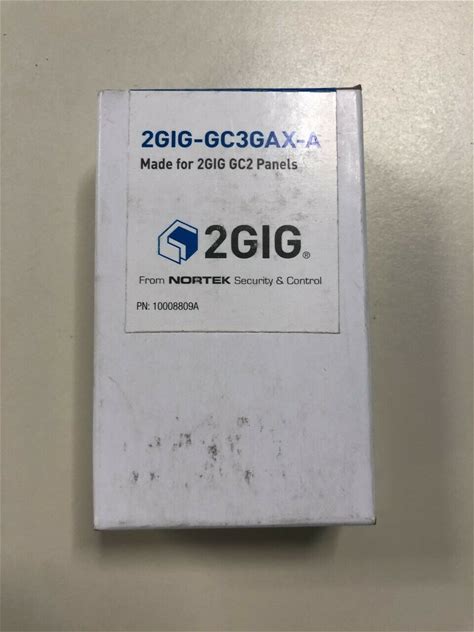 2GIG-GC3GAX-A
Made for 2GIG GC2 Panels
2GIG®
From NORTEK Security & Control
PN: 10008809A